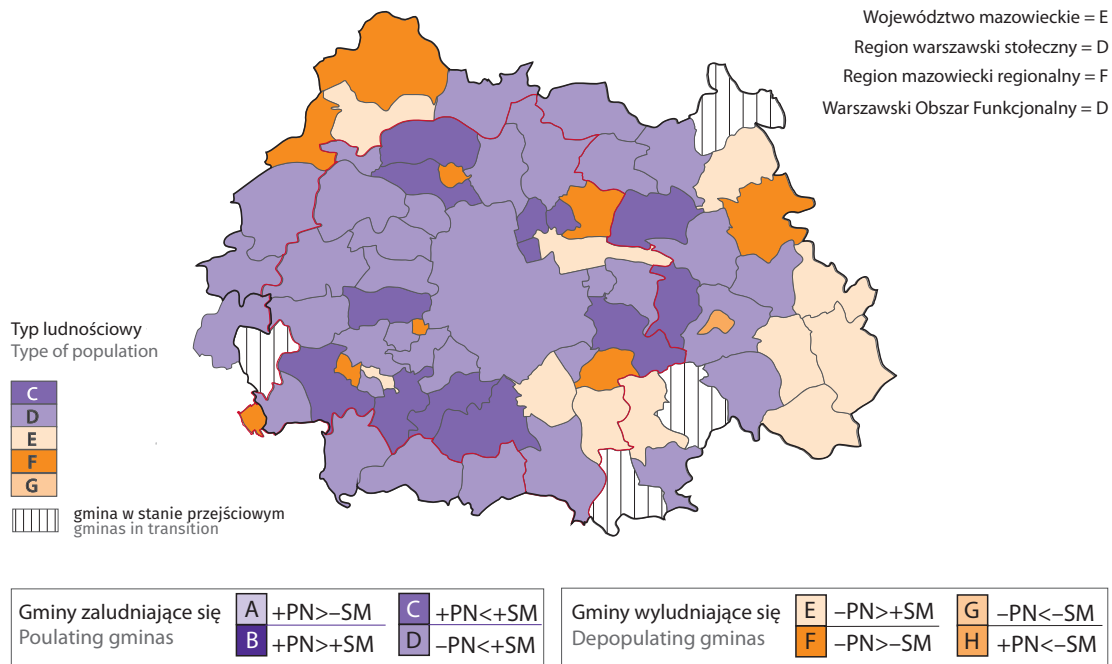 Województwo mazowieckie = E
Region warszawski stołeczny = D
Region mazowiecki regionalny = F
Warszawski Obszar Funkcjonalny = D
Typ ludnościowy
Type of population
C
D
E
F
G
gmina w stanie przejściowym
gminas in transition
Gminy zaludniające się
Poulating gminas
A +PN>–SM
B +PN>+SM
C +PN<+SM
D –PN<+SM
Gminy wyludniające się
Depopulating gminas
E –PN>+SM
F –PN>–SM
G –PN<–SM
H +PN<–SM